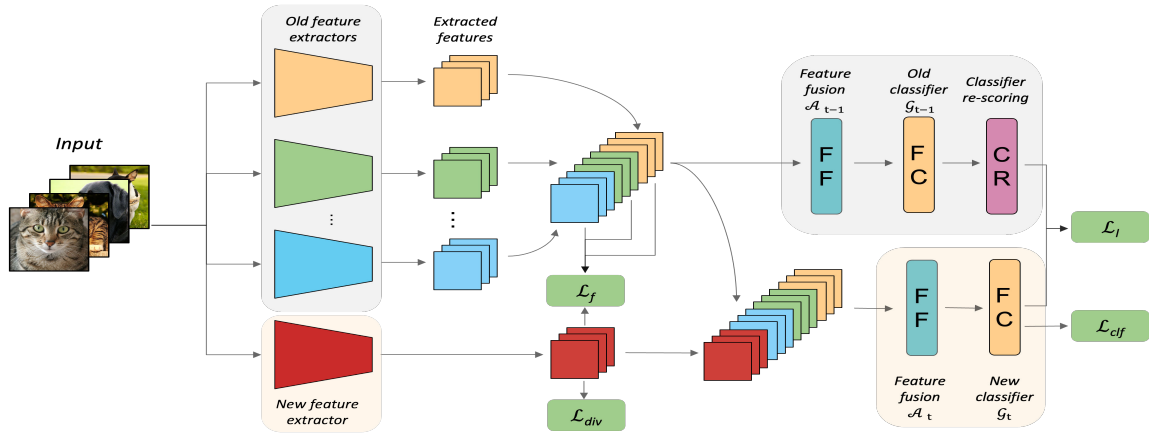 Input
Old feature
extractors
Extracted
features
...
...
New feature
extractor
ℒf
ℒdiv
Feature
fusion
𝒜 t−1
Old
classifier
𝒢t−1
Classifier
re-scoring
F
F
F
C
C
R
ℒl
F
F
F
C
ℒclf
Feature
fusion
𝒜 t
New
classifier
𝒢t